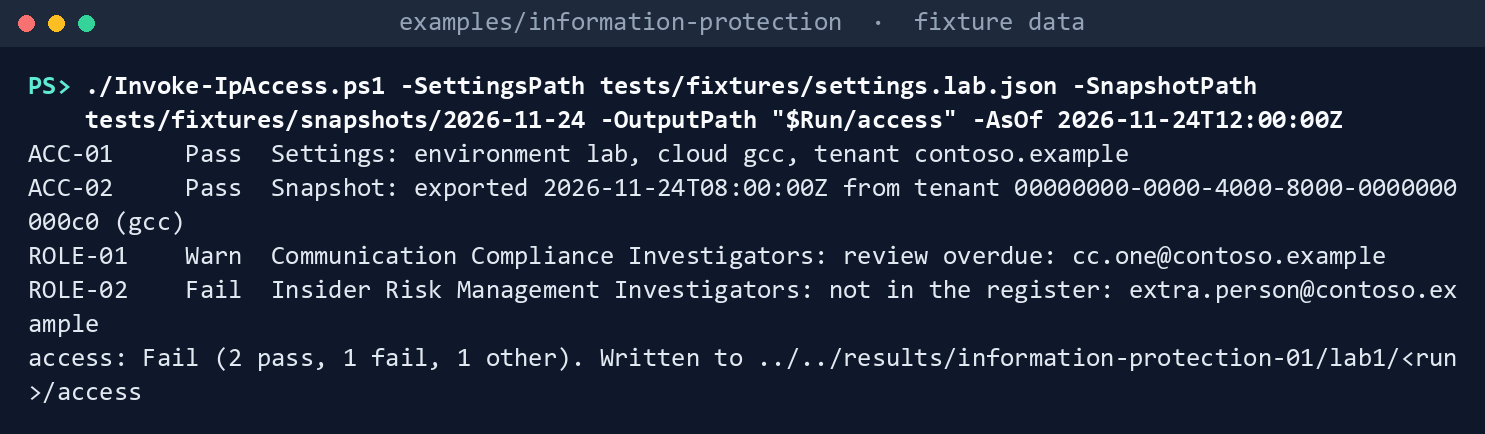 examples/information-protection · fixture data
PS> ./Invoke-IpAccess.ps1 -SettingsPath tests/fixtures/settings.lab.json -SnapshotPath
tests/fixtures/snapshots/2026-11-24 -OutputPath "$Run/access" -AsOf 2026-11-24T12:00:00Z
ACC-01     Pass  Settings: environment lab, cloud gcc, tenant contoso.example
ACC-02     Pass  Snapshot: exported 2026-11-24T08:00:00Z from tenant 00000000-0000-4000-8000-0000000
000c0 (gcc)
ROLE-01    Warn  Communication Compliance Investigators: review overdue: cc.one@contoso.example
ROLE-02    Fail  Insider Risk Management Investigators: not in the register: extra.person@contoso.ex
ample
access: Fail (2 pass, 1 fail, 1 other). Written to ../../results/information-protection-01/lab1/<run
>/access